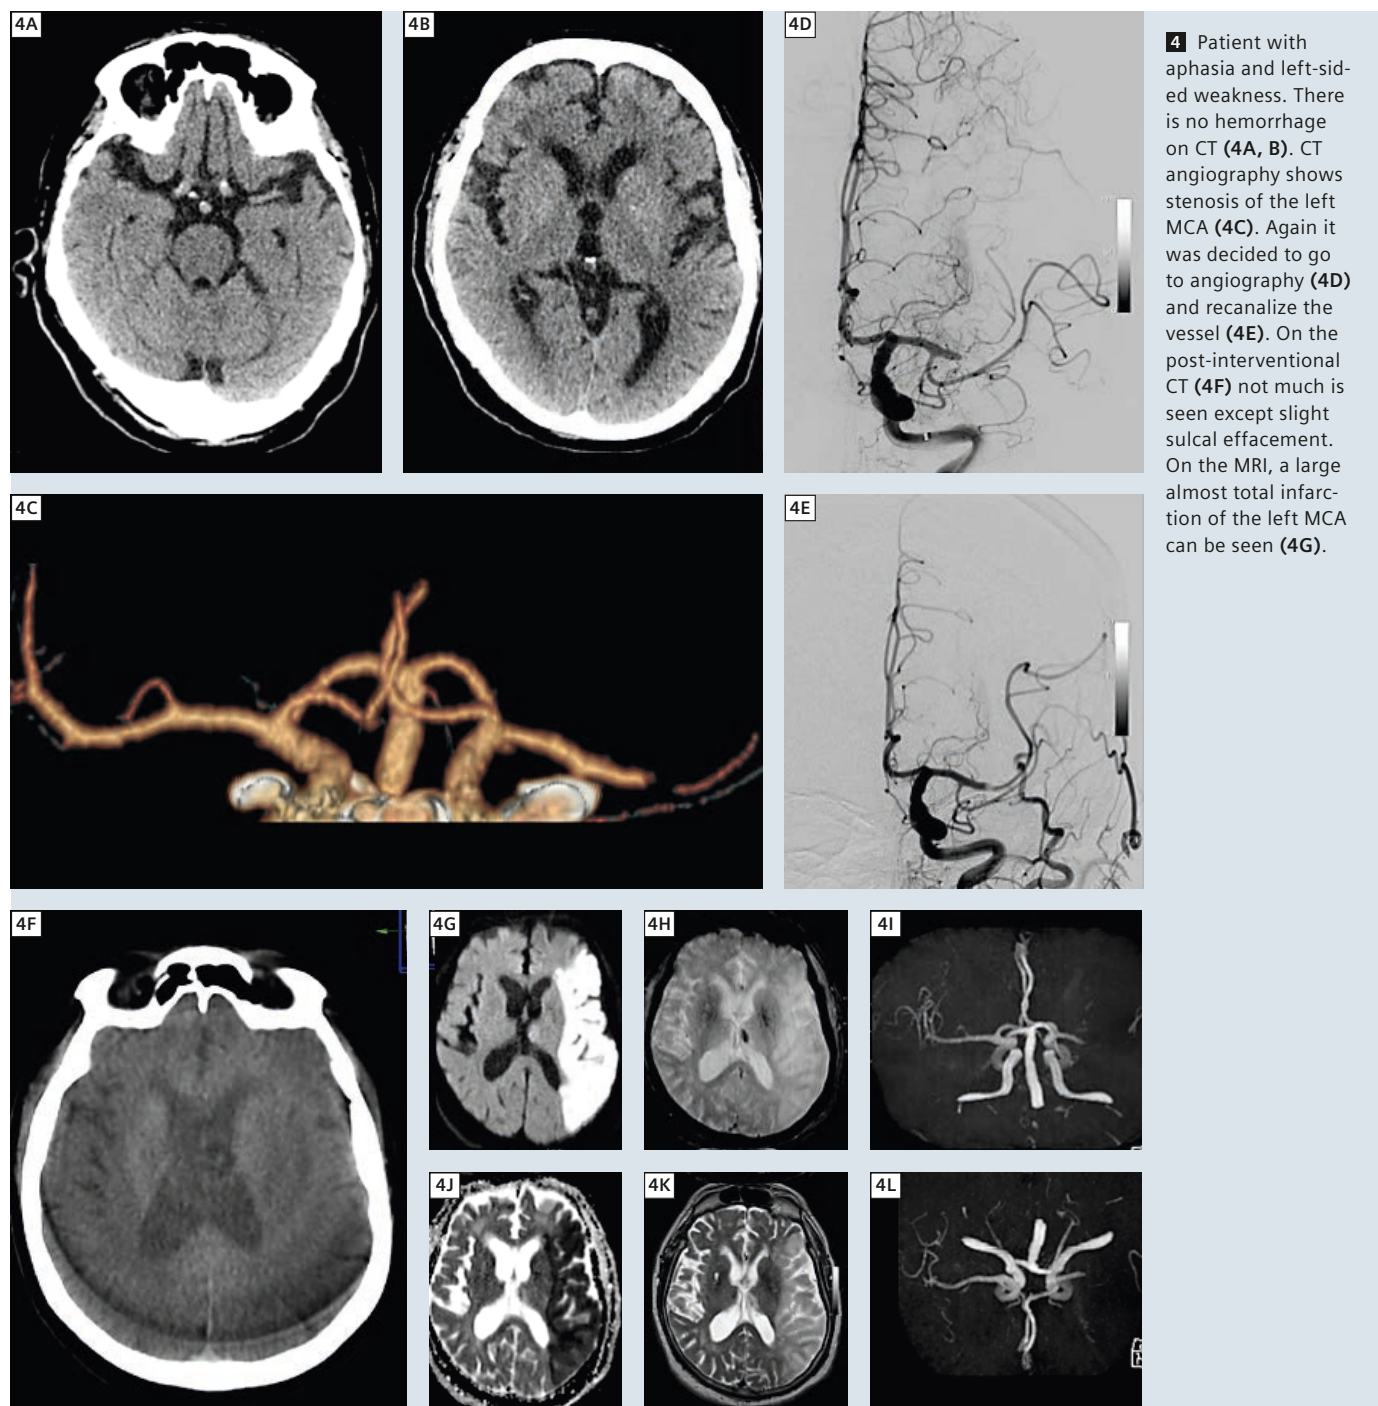 4A
4B
4D
4 Patient with
aphasia and left-sid-
ed weakness. There
is no hemorrhage
on CT (4A, B). CT
angiography shows
stenosis of the left
MCA (4C). Again it
was decided to go
to angiography (4D)
and recanalize the
vessel (4E). On the
post-interventional
CT (4F) not much is
seen except slight
sulcal effacement.
On the MRI, a large
almost total infarc-
tion of the left MCA
can be seen (4G).
4C
4E
4F
4G
4H
4I
4J
4K
4L